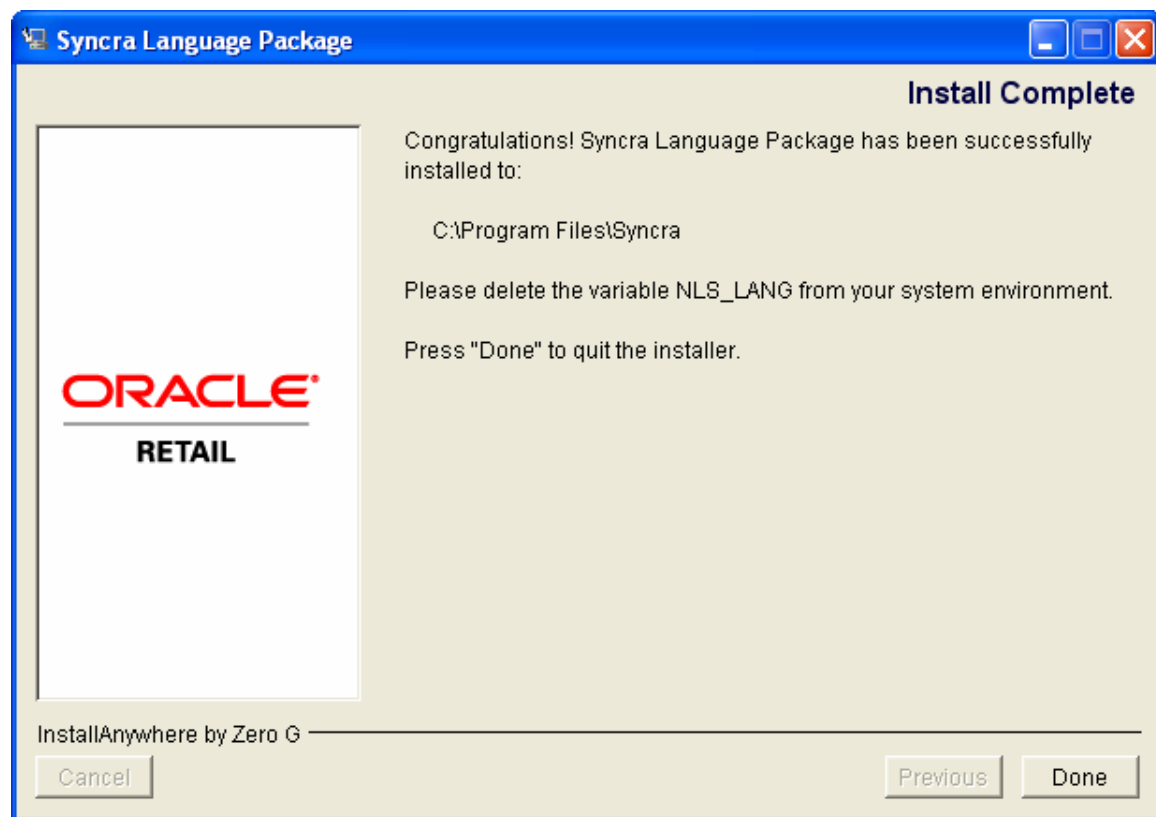 Syncra Language Package
Install Complete
Congratulations! Syncra Language Package has been successfully
installed to:
C:\Program Files\Syncra
Please delete the variable NLS_LANG from your system environment.
Press "Done" to quit the installer.
ORACLE
RETAIL
InstallAnywhere by Zero G
Cancel
Previous
Done